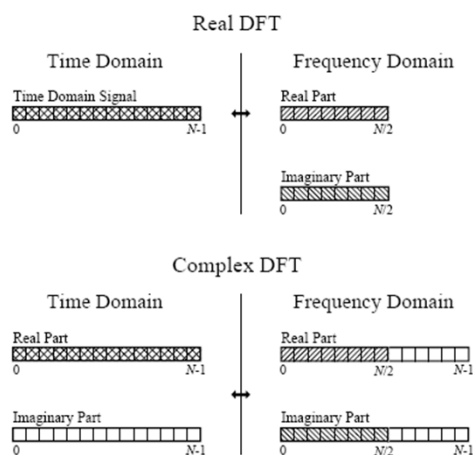 Real DFT
Time Domain
Frequency Domain
Time Domain Signal
0 N-1
Real Part
0 N/2
Imaginary Part
0 N/2
Complex DFT
Time Domain
Frequency Domain
Real Part
0 N-1
Real Part
0 N/2 N-1
Imaginary Part
0 N-1
Imaginary Part
0 N/2 N-1